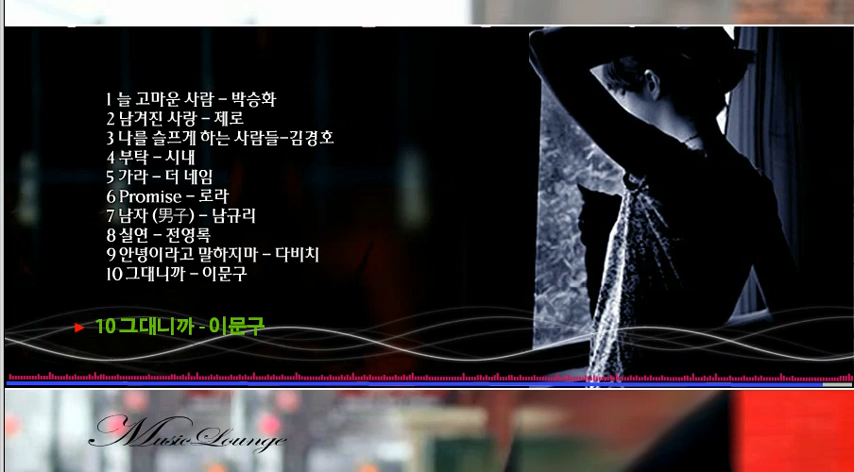 1 늘 고마운 사람 – 박승화
2 남겨진 사랑 – 제로
3 나를 슬프게 하는 사람들-김경호
4 부탁 – 시내
5 가라 – 더 네임
6 Promise – 로라
7 남자 (男子) – 남규리
8 실연 – 전영록
9 안녕이라고 말하지마 – 다비치
10 그대니까 – 이문구
▶ 10 그대니까 - 이문구
Music Lounge